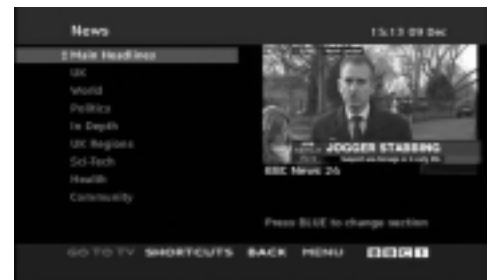 News 15:13 09 Dec
Main Headlines
UK
World
Politics
In Depth
UK Regions
Sci-Tech
Health
Community
JOGGER STABBING
BBC News 24
Press BLUE to change section
GO TO TV SHORTCUTS BACK MENU BBCi